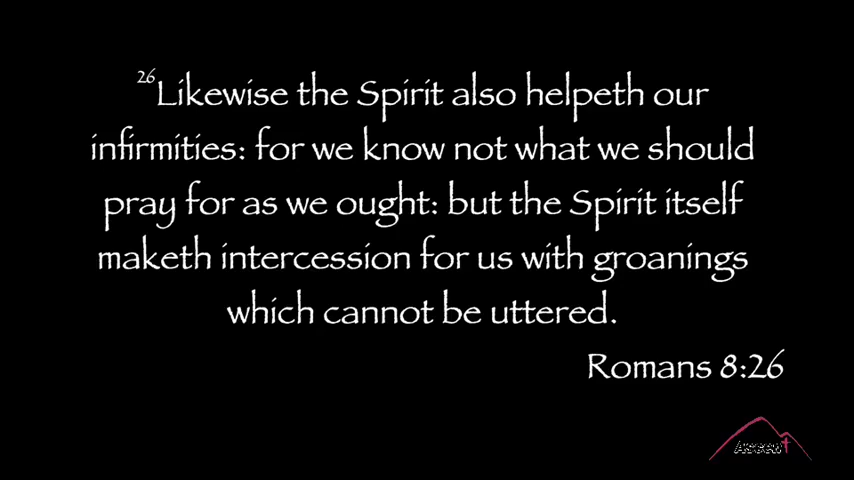 26Likewise the Spirit also helpeth our
infirmities: for we know not what we should
pray for as we ought: but the Spirit itself
maketh intercession for us with groanings
which cannot be uttered.
Romans 8:26